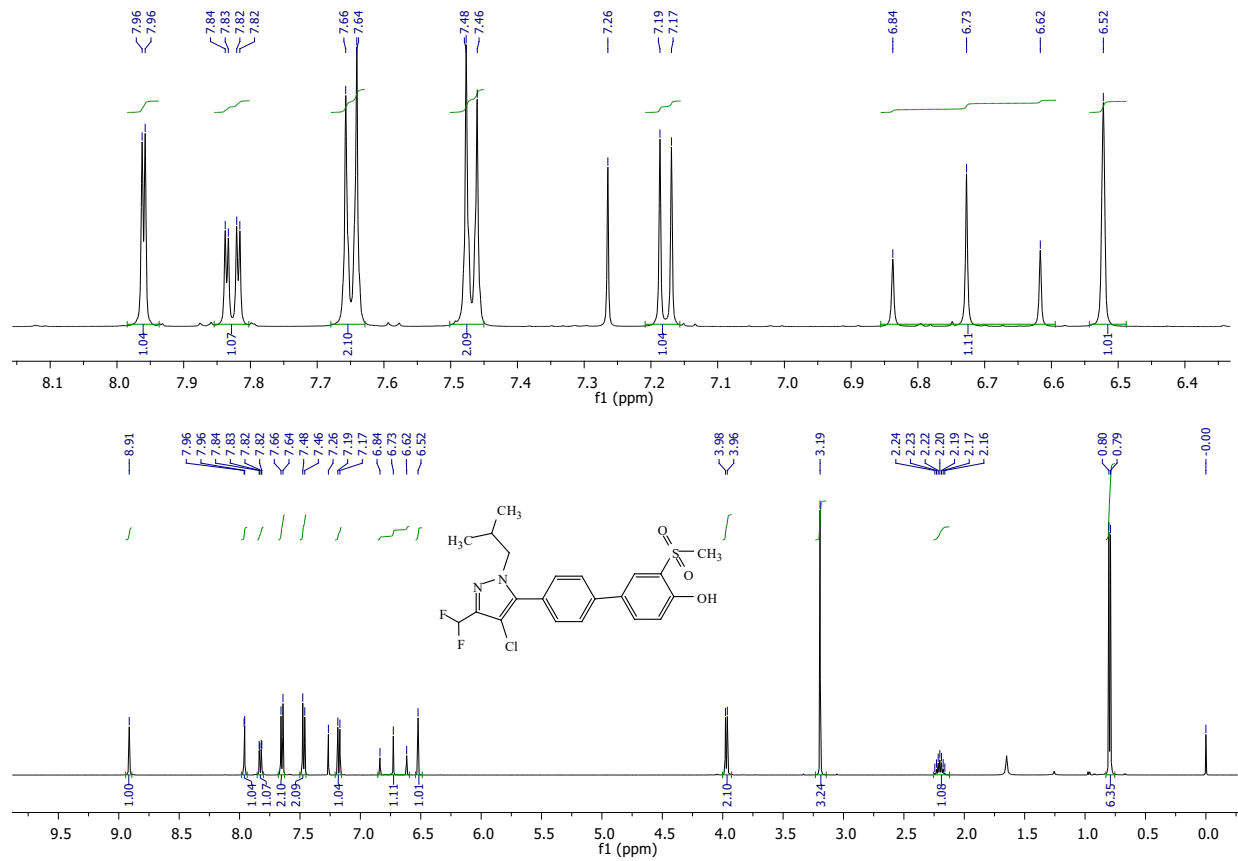 7.96 7.96 7.84 7.83 7.82 7.82 7.66 7.64 7.48 7.46 7.26 7.19 7.17 6.84 6.73 6.62 6.52
1.04 1.07 2.10 2.09 1.04 1.11 1.01
8.1 8.0 7.9 7.8 7.7 7.6 7.5 7.4 7.3 7.2 7.1 7.0 6.9 6.8 6.7 6.6 6.5 6.4
f1 (ppm)
8.91 7.96 7.96 7.84 7.83 7.82 7.82 7.66 7.64 7.48 7.46 7.26 7.19 7.17 6.84 6.73 6.62 6.52 3.98 3.96 3.19 2.24 2.23 2.22 2.20 2.19 2.17 2.16 0.80 0.79 -0.00
CH3
H3C
O
S
CH3
O
N
N
OH
F
F
Cl
1.00 1.04 1.07 2.10 2.09 1.04 1.11 1.01 2.10 3.24 1.08 6.35
9.5 9.0 8.5 8.0 7.5 7.0 6.5 6.0 5.5 5.0 4.5 4.0 3.5 3.0 2.5 2.0 1.5 1.0 0.5 0.0
f1 (ppm)